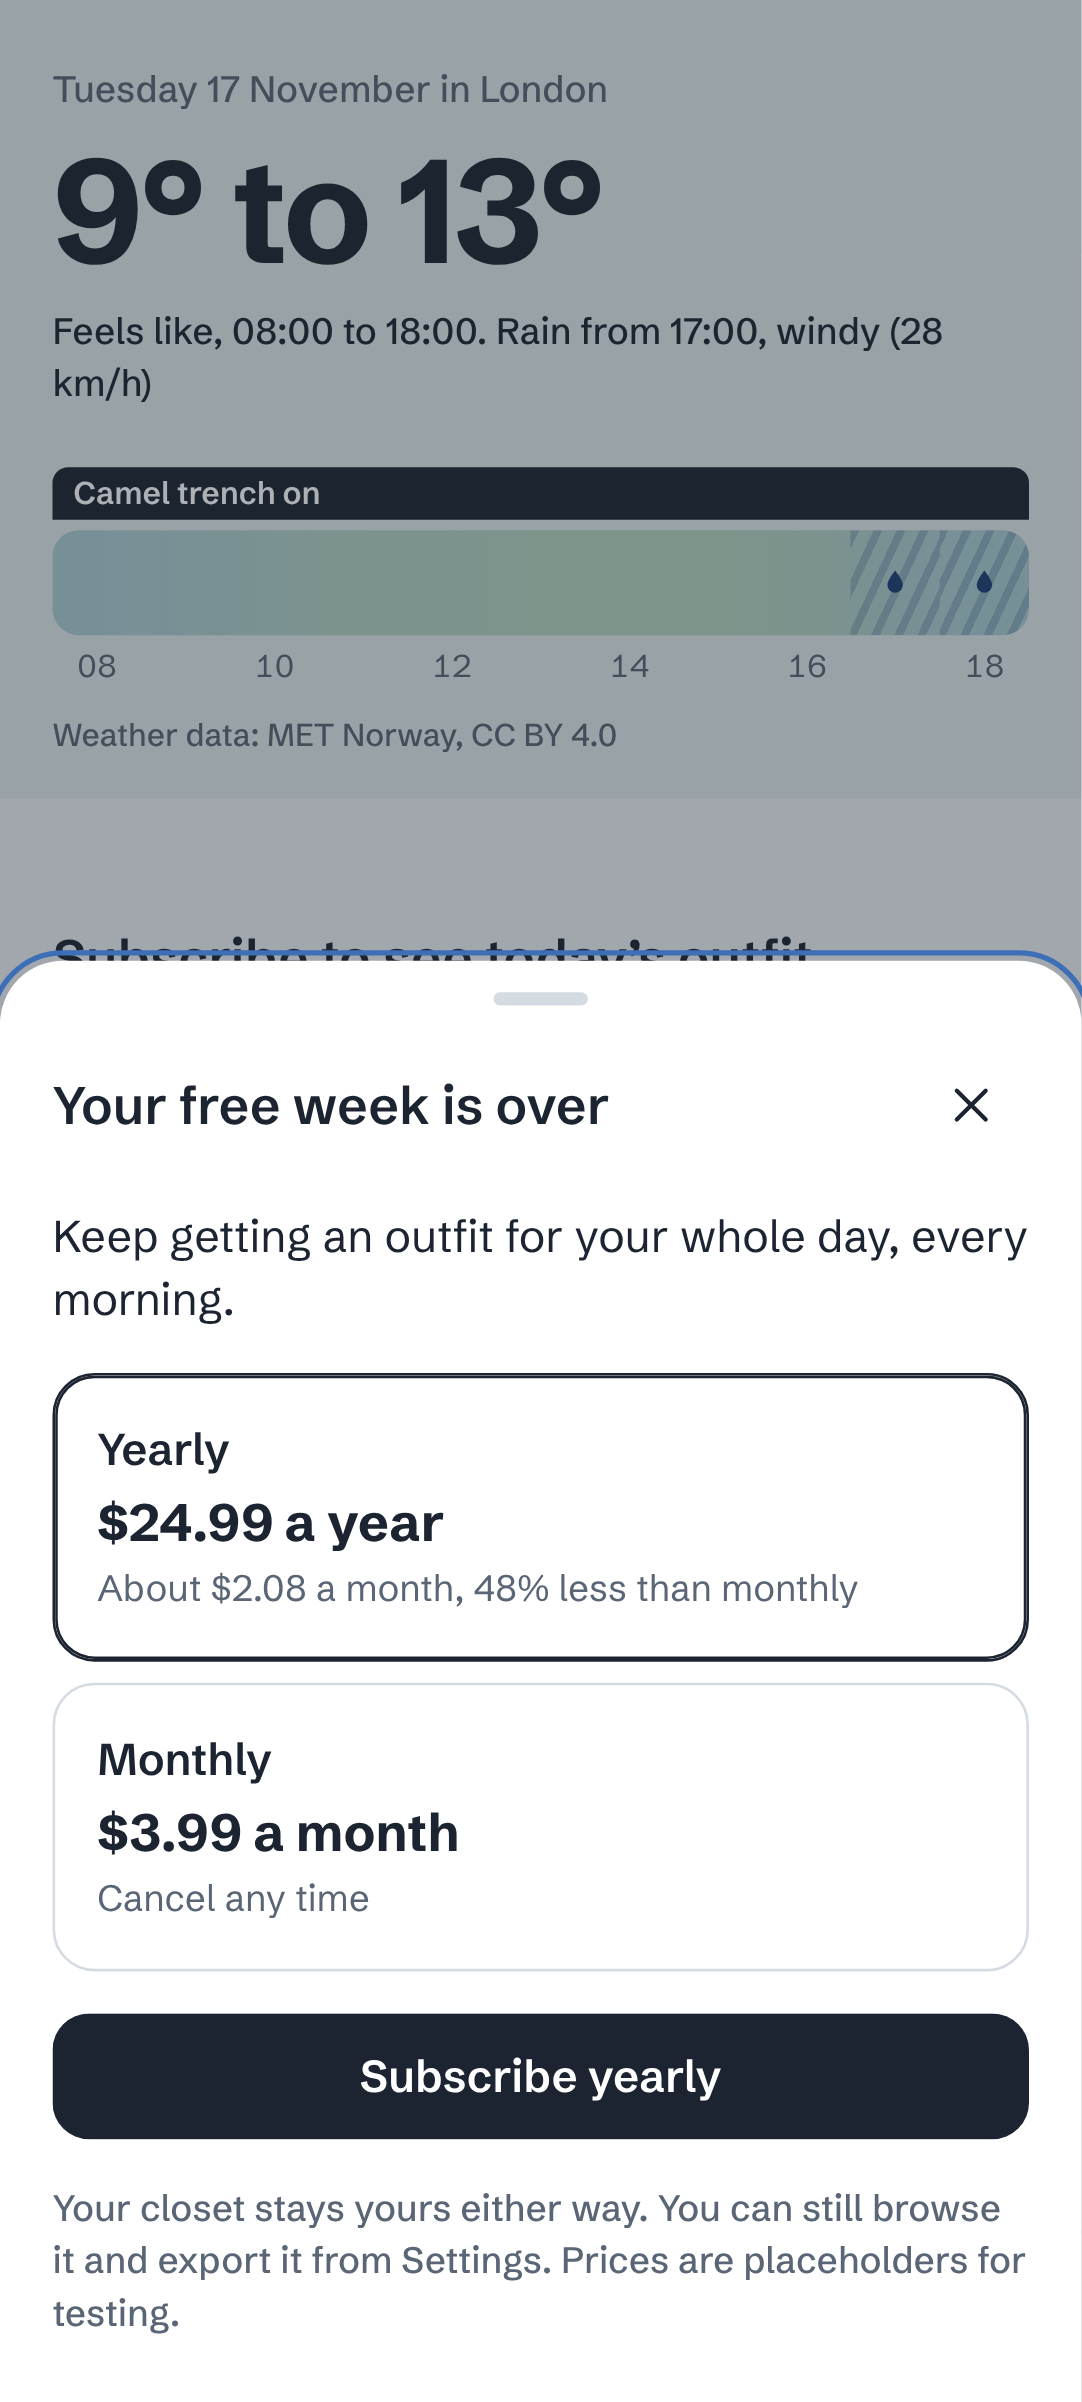 Tuesday 17 November in London
9° to 13°
Feels like, 08:00 to 18:00. Rain from 17:00, windy (28
km/h)
Camel trench on
08 10 12 14 16 18
Weather data: MET Norway, CC BY 4.0
Subscribe to see today's outfit
Your free week is over
Keep getting an outfit for your whole day, every
morning.
Yearly
$24.99 a year
About $2.08 a month, 48% less than monthly
Monthly
$3.99 a month
Cancel any time
Subscribe yearly
Your closet stays yours either way. You can still browse
it and export it from Settings. Prices are placeholders for
testing.